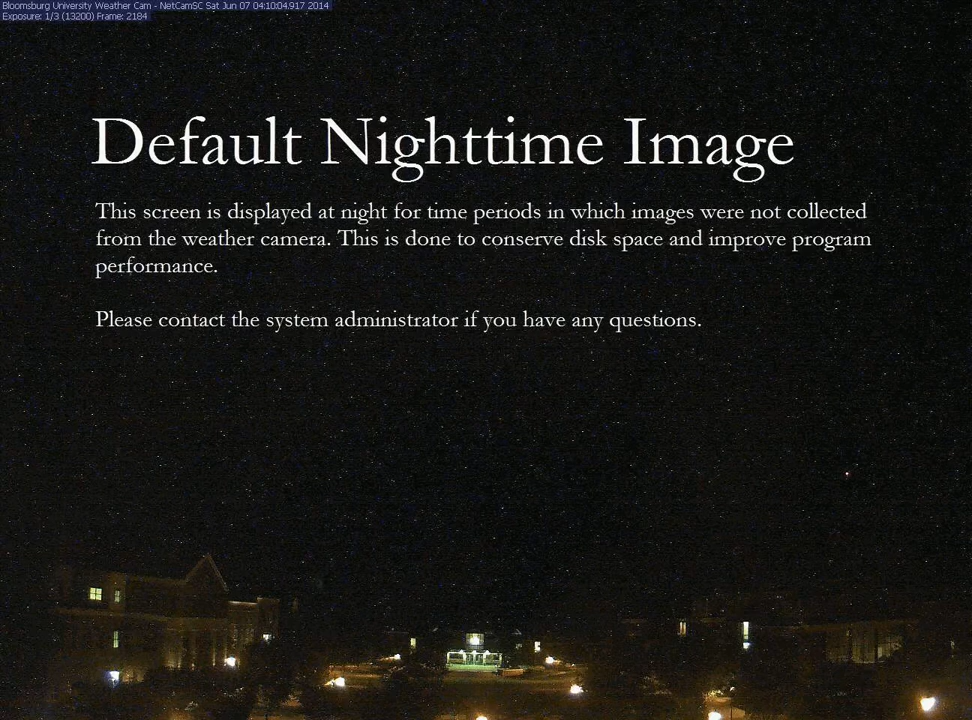 Bloomsburg University Weather Cam - NetCamSC Sat Jun 07 04:10:04.917 2014
Exposure: 1/3 (13200) Frame: 2184
Default Nighttime Image
This screen is displayed at night for time periods in which images were not collected
from the weather camera. This is done to conserve disk space and improve program
performance.
Please contact the system administrator if you have any questions.